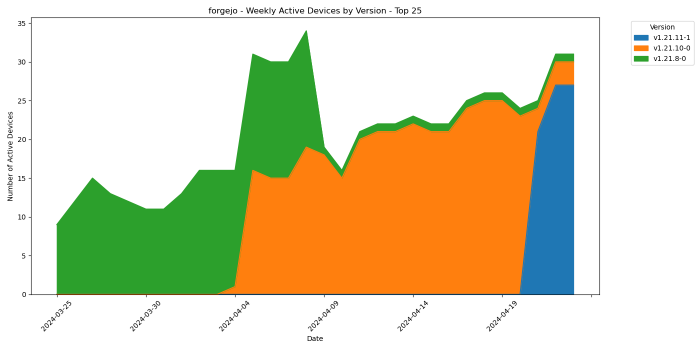 forgejo - Weekly Active Devices by Version - Top 25
Version
v1.21.11-1
v1.21.10-0
v1.21.8-0
Number of Active Devices
35
30
25
20
15
10
5
0
2024-03-25
2024-03-30
2024-04-04
2024-04-09
2024-04-14
2024-04-19
Date